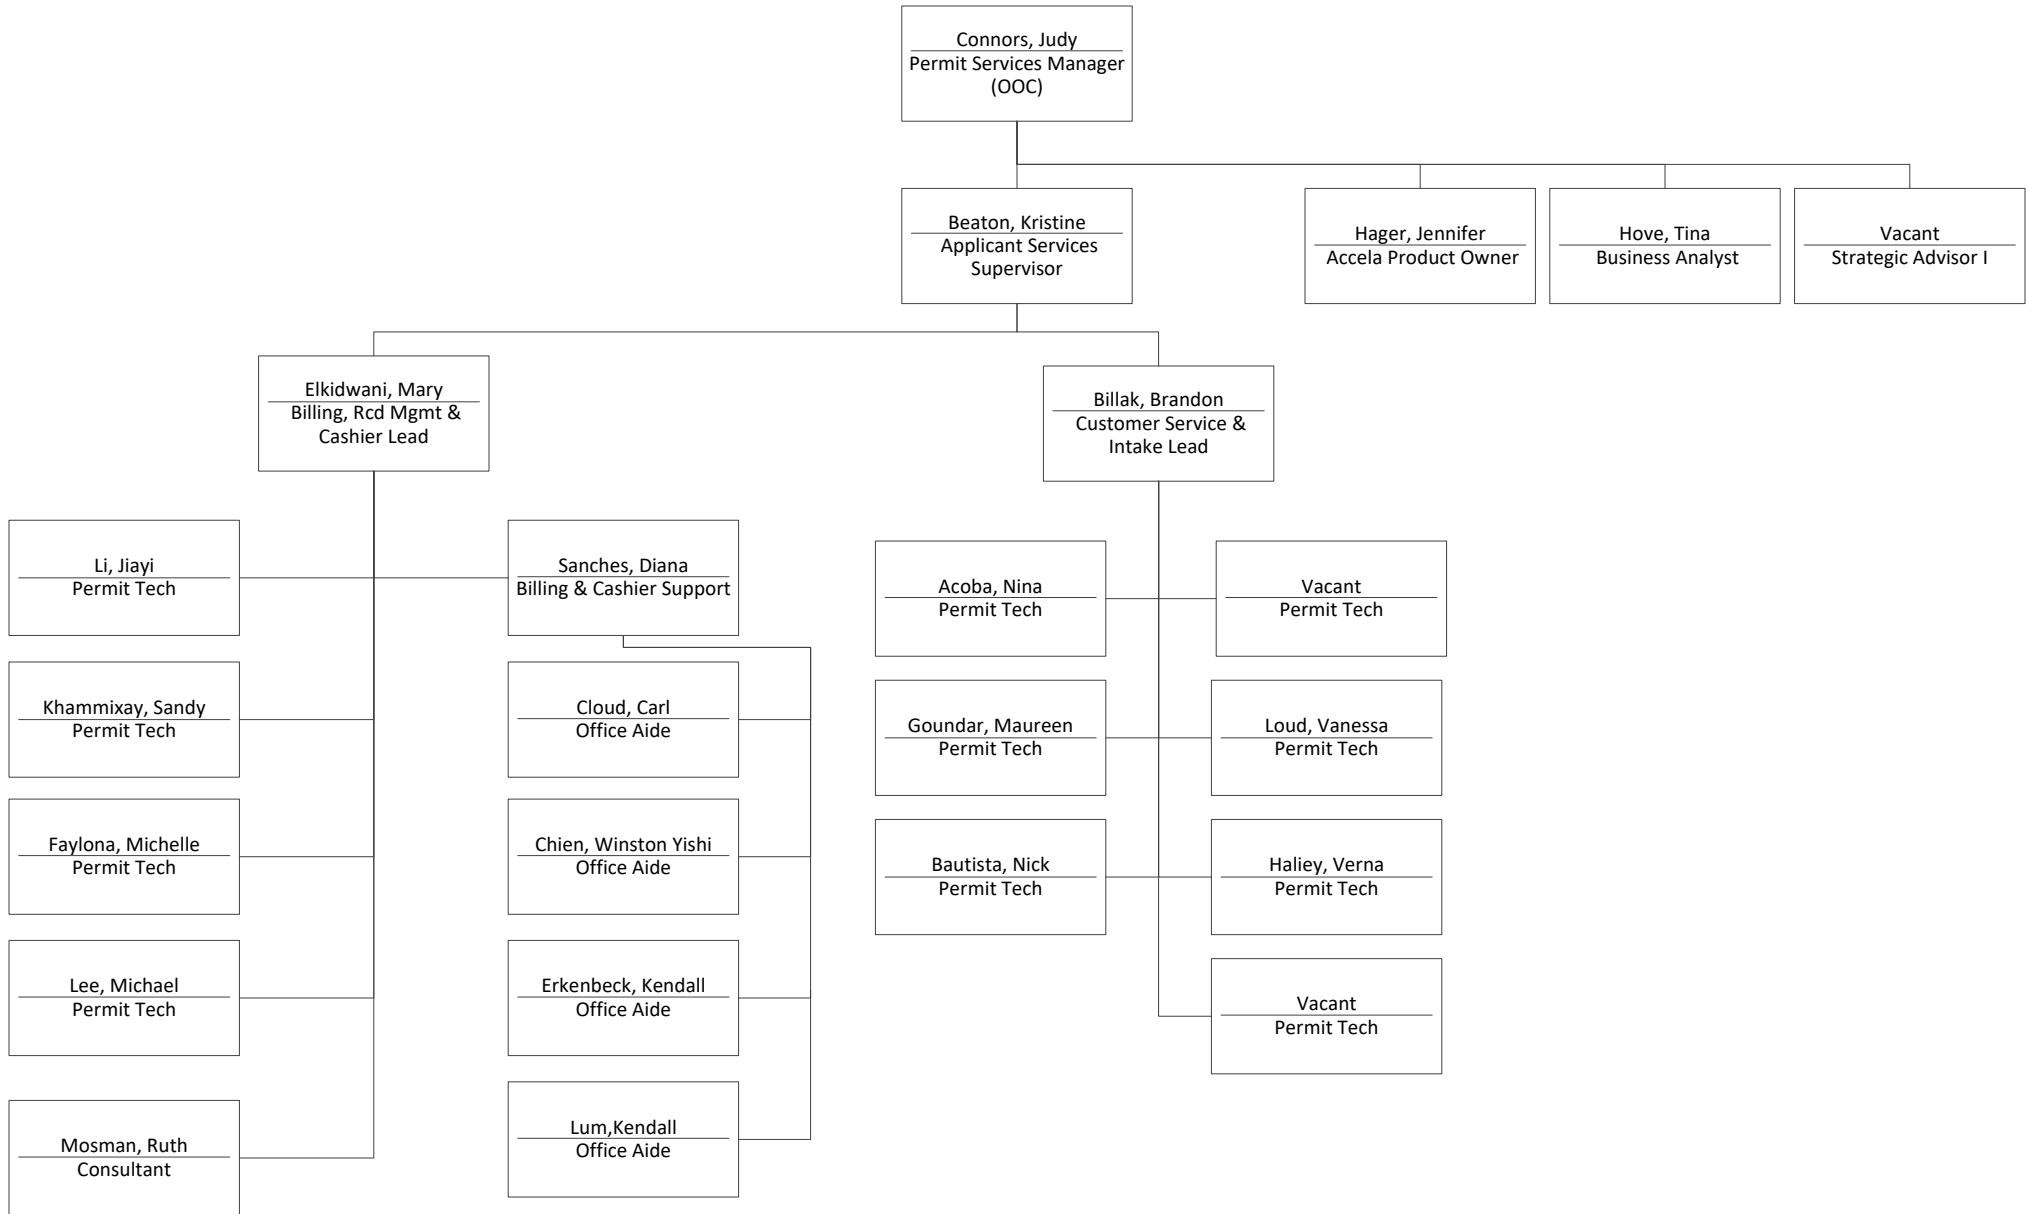 Connors, Judy
Permit Services Manager
(OOC)
Beaton, Kristine
Applicant Services
Supervisor
Hager, Jennifer
Accela Product Owner
Hove, Tina
Business Analyst
Vacant
Strategic Advisor I
Elkidwani, Mary
Billing, Rcd Mgmt &
Cashier Lead
Billak, Brandon
Customer Service &
Intake Lead
Li, Jiayi
Permit Tech
Sanches, Diana
Billing & Cashier Support
Acoba, Nina
Permit Tech
Vacant
Permit Tech
Khammixay, Sandy
Permit Tech
Cloud, Carl
Office Aide
Goundar, Maureen
Permit Tech
Loud, Vanessa
Permit Tech
Faylona, Michelle
Permit Tech
Chien, Winston Yishi
Office Aide
Bautista, Nick
Permit Tech
Haliey, Verna
Permit Tech
Lee, Michael
Permit Tech
Erkenbeck, Kendall
Office Aide
Vacant
Permit Tech
Mosman, Ruth
Consultant
Lum,Kendall
Office Aide